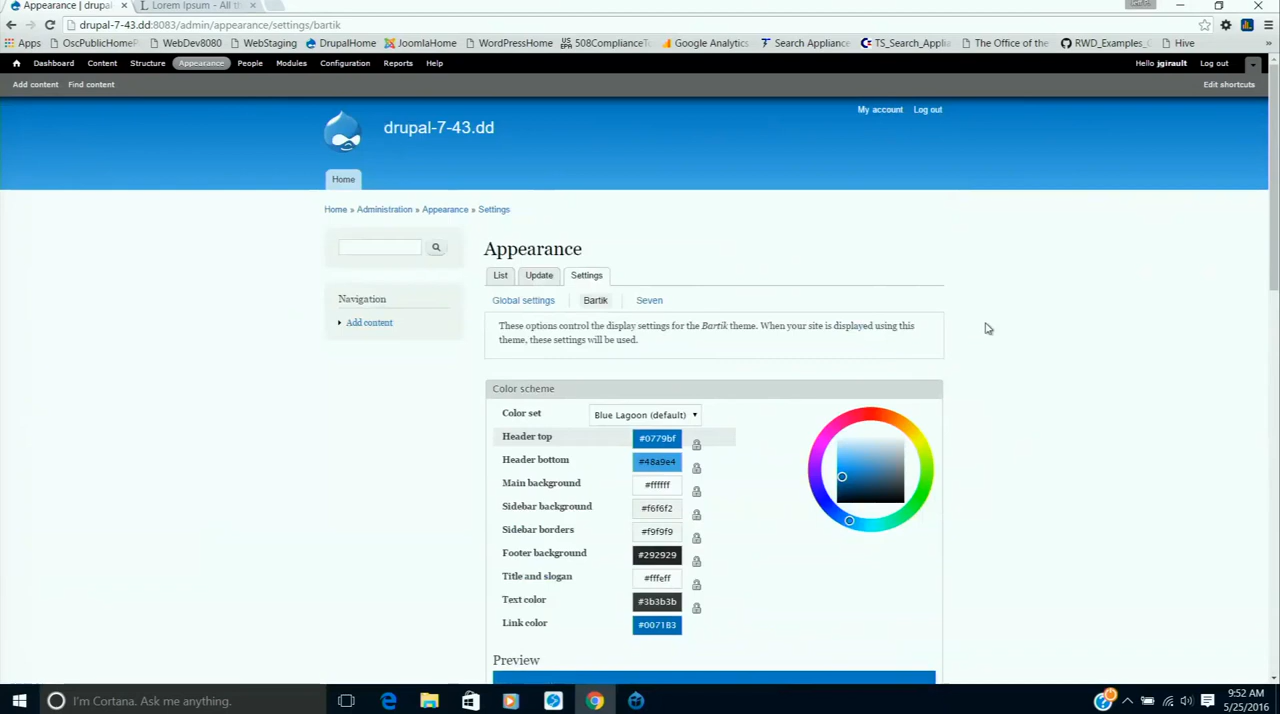 Appearance | drupal-7-43.dd
Lorem Ipsum - All th
drupal-7-43.dd:8083/admin/appearance/settings/bartik
Apps OscPublicHomeP WebDev8080 WebStaging DrupalHome JoomlaHome WordPressHome 508ComplianceTo Google Analytics Search Appliance TS_Search_Appli The Office of the RWD_Examples_G Hive »
Dashboard Content Structure Appearance People Modules Configuration Reports Help Hello jgirault Log out
Add content Find content Edit shortcuts
My account Log out
drupal-7-43.dd
Home
Home » Administration » Appearance » Settings
Appearance
List Update Settings
Global settings Bartik Seven
Navigation
Add content
These options control the display settings for the Bartik theme. When your site is displayed using this
theme, these settings will be used.
Color scheme
Color set Blue Lagoon (default)
Header top #0779bf
Header bottom #48a9e4
Main background #ffffff
Sidebar background #f6f6f2
Sidebar borders #f9f9f9
Footer background #292929
Title and slogan #fffeff
Text color #3b3b3b
Link color #0071B3
Preview
I'm Cortana. Ask me anything.
9:52 AM
5/25/2016